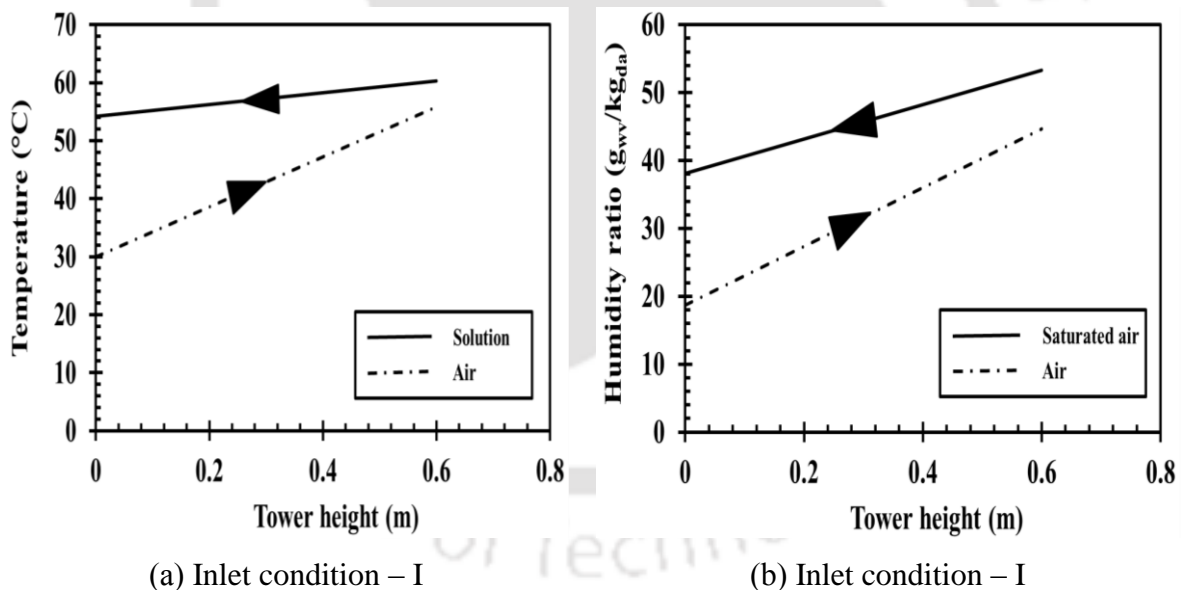 70
60
50
40
30
20
10
0
Temperature (°C)
Solution
Air
0 0.2 0.4 0.6 0.8
Tower height (m)
60
50
40
30
20
10
0
Humidity ratio (g_wv/kg_da)
Saturated air
Air
0 0.2 0.4 0.6 0.8
Tower height (m)
(a) Inlet condition – I
(b) Inlet condition – I